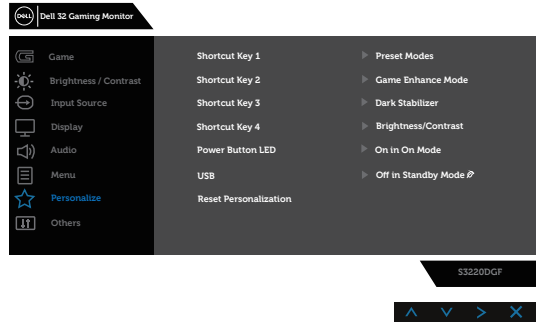 DELL Dell 32 Gaming Monitor
Game
Shortcut Key 1 Preset Modes
Brightness / Contrast
Shortcut Key 2 Game Enhance Mode
Input Source
Shortcut Key 3 Dark Stabilizer
Display
Shortcut Key 4 Brightness/Contrast
Audio
Power Button LED On in On Mode
Menu
USB Off in Standby Mode
Personalize
Reset Personalization
Others
S3220DGF